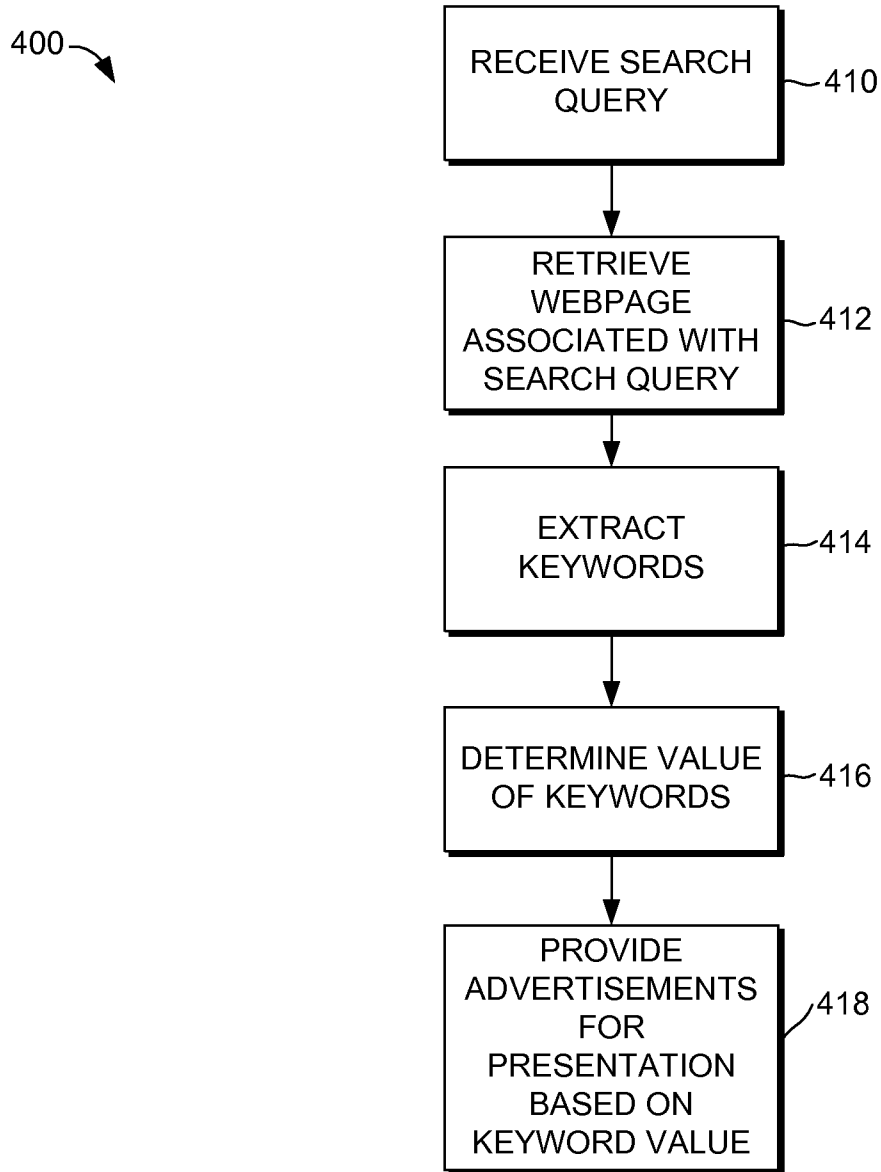 400
RECEIVE SEARCH
QUERY
410
RETRIEVE
WEBPAGE
ASSOCIATED WITH
SEARCH QUERY
412
EXTRACT
KEYWORDS
414
DETERMINE VALUE
OF KEYWORDS
416
PROVIDE
ADVERTISEMENTS
FOR
PRESENTATION
BASED ON
KEYWORD VALUE
418